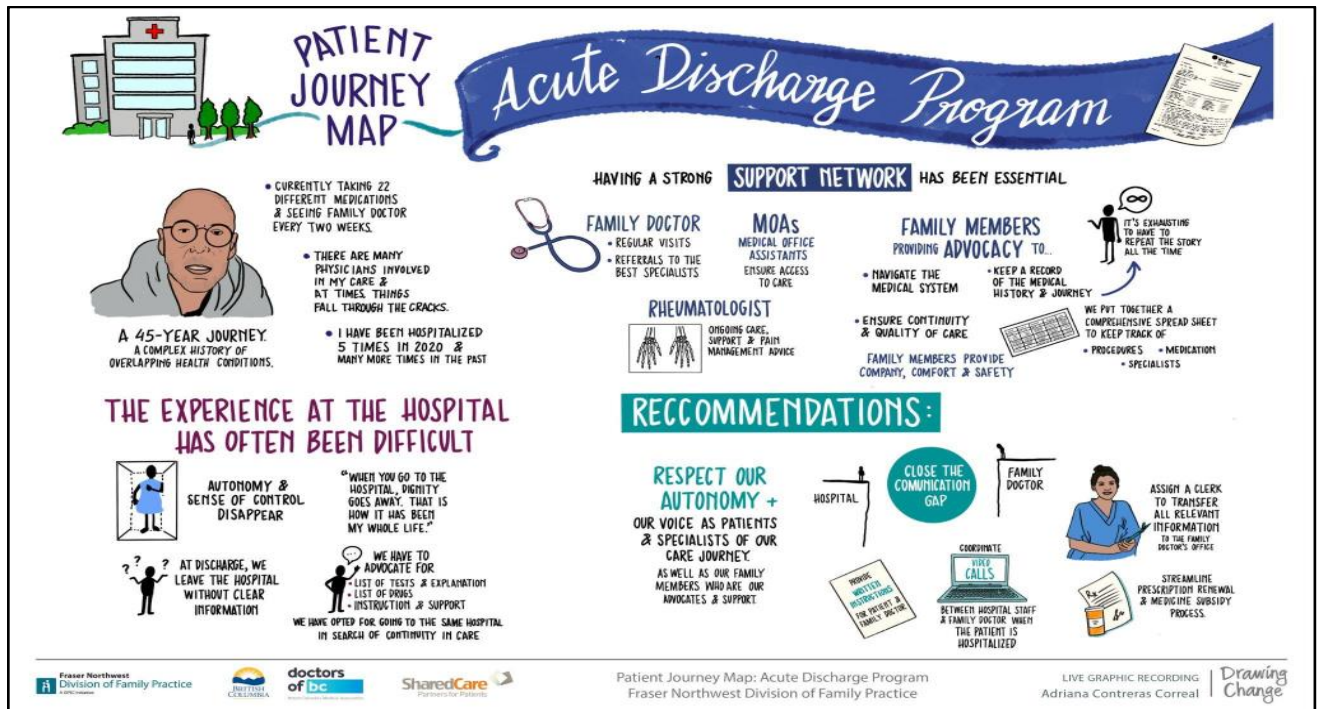 PATIENT
JOURNEY
MAP
Acute Discharge Program
• CURRENTLY TAKING 22
DIFFERENT MEDICATIONS
& SEEING FAMILY DOCTOR
EVERY TWO WEEKS.
• THERE ARE MANY
PHYSICIANS INVOLVED
IN MY CARE &
AT TIMES, THINGS
FALL THROUGH THE CRACKS.
• I HAVE BEEN HOSPITALIZED
5 TIMES IN 2020 &
MANY MORE TIMES IN THE PAST
A 45-YEAR JOURNEY.
A COMPLEX HISTORY OF
OVERLAPPING HEALTH CONDITIONS.
HAVING A STRONG SUPPORT NETWORK HAS BEEN ESSENTIAL
FAMILY DOCTOR
• REGULAR VISITS
• REFERRALS TO THE
BEST SPECIALISTS
MOAs
MEDICAL OFFICE
ASSISTANTS
ENSURE ACCESS
TO CARE
RHEUMATOLOGIST
ONGOING CARE,
SUPPORT & PAIN
MANAGEMENT ADVICE
FAMILY MEMBERS
PROVIDING ADVOCACY TO...
• NAVIGATE THE
MEDICAL SYSTEM
• KEEP A RECORD
OF THE MEDICAL
HISTORY & JOURNEY
• ENSURE CONTINUITY
& QUALITY OF CARE
FAMILY MEMBERS PROVIDE
COMPANY, COMFORT & SAFETY
∞
IT'S EXHAUSTING
TO HAVE TO
REPEAT THE STORY
ALL THE TIME
WE PUT TOGETHER A
COMPREHENSIVE SPREAD SHEET
TO KEEP TRACK OF
• PROCEDURES • MEDICATION
• SPECIALISTS
THE EXPERIENCE AT THE HOSPITAL
HAS OFTEN BEEN DIFFICULT
AUTONOMY &
SENSE OF CONTROL
DISAPPEAR
"WHEN YOU GO TO THE
HOSPITAL, DIGNITY
GOES AWAY. THAT IS
HOW IT HAS BEEN
MY WHOLE LIFE."
? ? ?
AT DISCHARGE, WE
LEAVE THE HOSPITAL
WITHOUT CLEAR
INFORMATION
...
WE HAVE TO
ADVOCATE FOR
• LIST OF TESTS & EXPLANATION
• LIST OF DRUGS
• INSTRUCTION & SUPPORT
WE HAVE OPTED FOR GOING TO THE SAME HOSPITAL
IN SEARCH OF CONTINUITY IN CARE
RECCOMMENDATIONS:
RESPECT OUR
AUTONOMY +
OUR VOICE AS PATIENTS
& SPECIALISTS OF OUR
CARE JOURNEY.
AS WELL AS OUR FAMILY
MEMBERS WHO ARE OUR
ADVOCATES & SUPPORT
HOSPITAL
CLOSE THE
COMUNICATION
GAP
FAMILY
DOCTOR
PROVIDE
WRITTEN
INSTRUCTIONS
FOR PATIENT &
FAMILY DOCTOR
COORDINATE
VIDEO
CALLS
BETWEEN HOSPITAL STAFF
& FAMILY DOCTOR WHEN
THE PATIENT IS
HOSPITALIZED
ASSIGN A CLERK
TO TRANSFER
ALL RELEVANT
INFORMATION
TO THE FAMILY
DOCTOR'S OFFICE
Rx
STREAMLINE
PRESCRIPTION RENEWAL
& MEDICINE SUBSIDY
PROCESS.
Fraser Northwest
Division of Family Practice
A GPSC initiative
BRITISH
COLUMBIA
doctors
of bc
SharedCare
Partners for Patients
Patient Journey Map: Acute Discharge Program
Fraser Northwest Division of Family Practice
LIVE GRAPHIC RECORDING
Adriana Contreras Correal
Drawing
Change